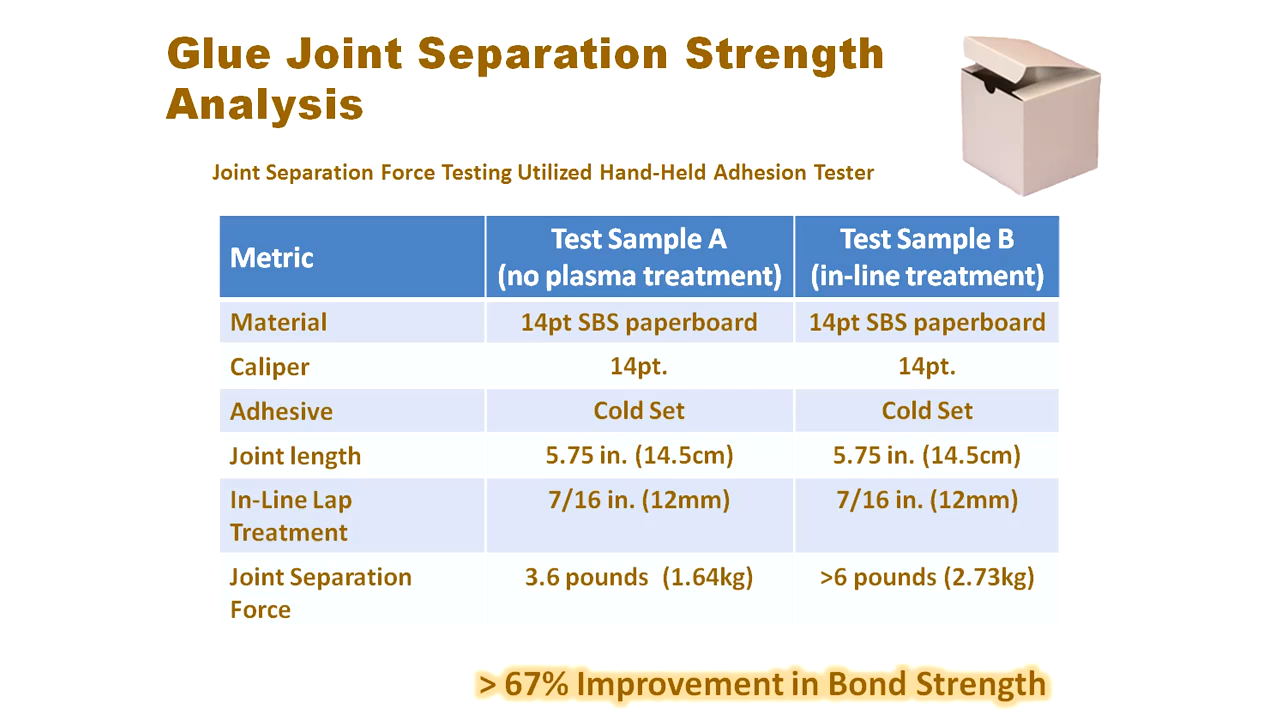 Glue Joint Separation Strength
Analysis
Joint Separation Force Testing Utilized Hand-Held Adhesion Tester
Metric
Test Sample A
(no plasma treatment)
Test Sample B
(in-line treatment)
Material
14pt SBS paperboard
14pt SBS paperboard
Caliper
14pt.
14pt.
Adhesive
Cold Set
Cold Set
Joint length
5.75 in. (14.5cm)
5.75 in. (14.5cm)
In-Line Lap
Treatment
7/16 in. (12mm)
7/16 in. (12mm)
Joint Separation
Force
3.6 pounds (1.64kg)
>6 pounds (2.73kg)
> 67% Improvement in Bond Strength